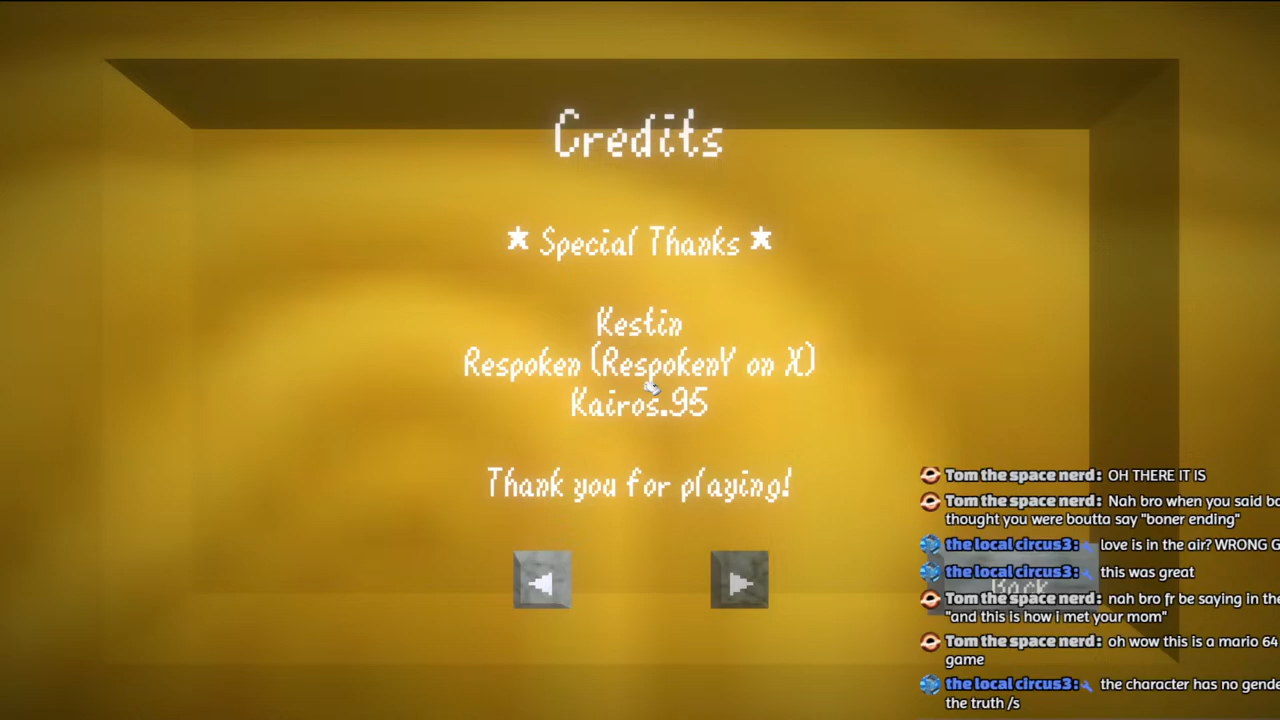 Credits
★ Special Thanks ★
Kestin
Respoken (RespokenY on X)
Kairos.95
Thank you for playing!
Back
Tom the space nerd: OH THERE IT IS
Tom the space nerd: Nah bro when you said
thought you were boutta say "boner ending"
the local circus3: love is in the air? WRONG
the local circus3: this was great
Tom the space nerd: nah bro fr be saying in the
"and this is how i met your mom"
Tom the space nerd: oh wow this is a mario 64
game
the local circus3: the character has no
the truth /s